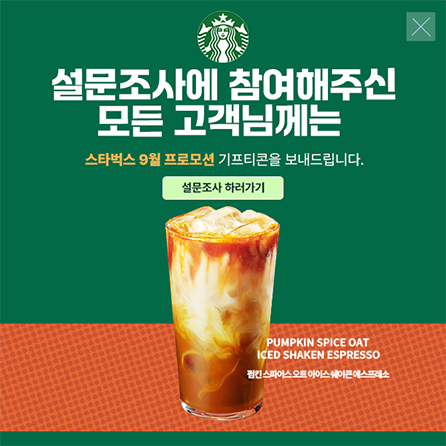 설문조사에 참여해주신
모든 고객님께는
스타벅스 9월 프로모션 기프티콘을 보내드립니다.
설문조사 하러가기
PUMPKIN SPICE OAT
ICED SHAKEN ESPRESSO
펌킨 스파이스 오트 아이스 쉐이큰 에스프레소